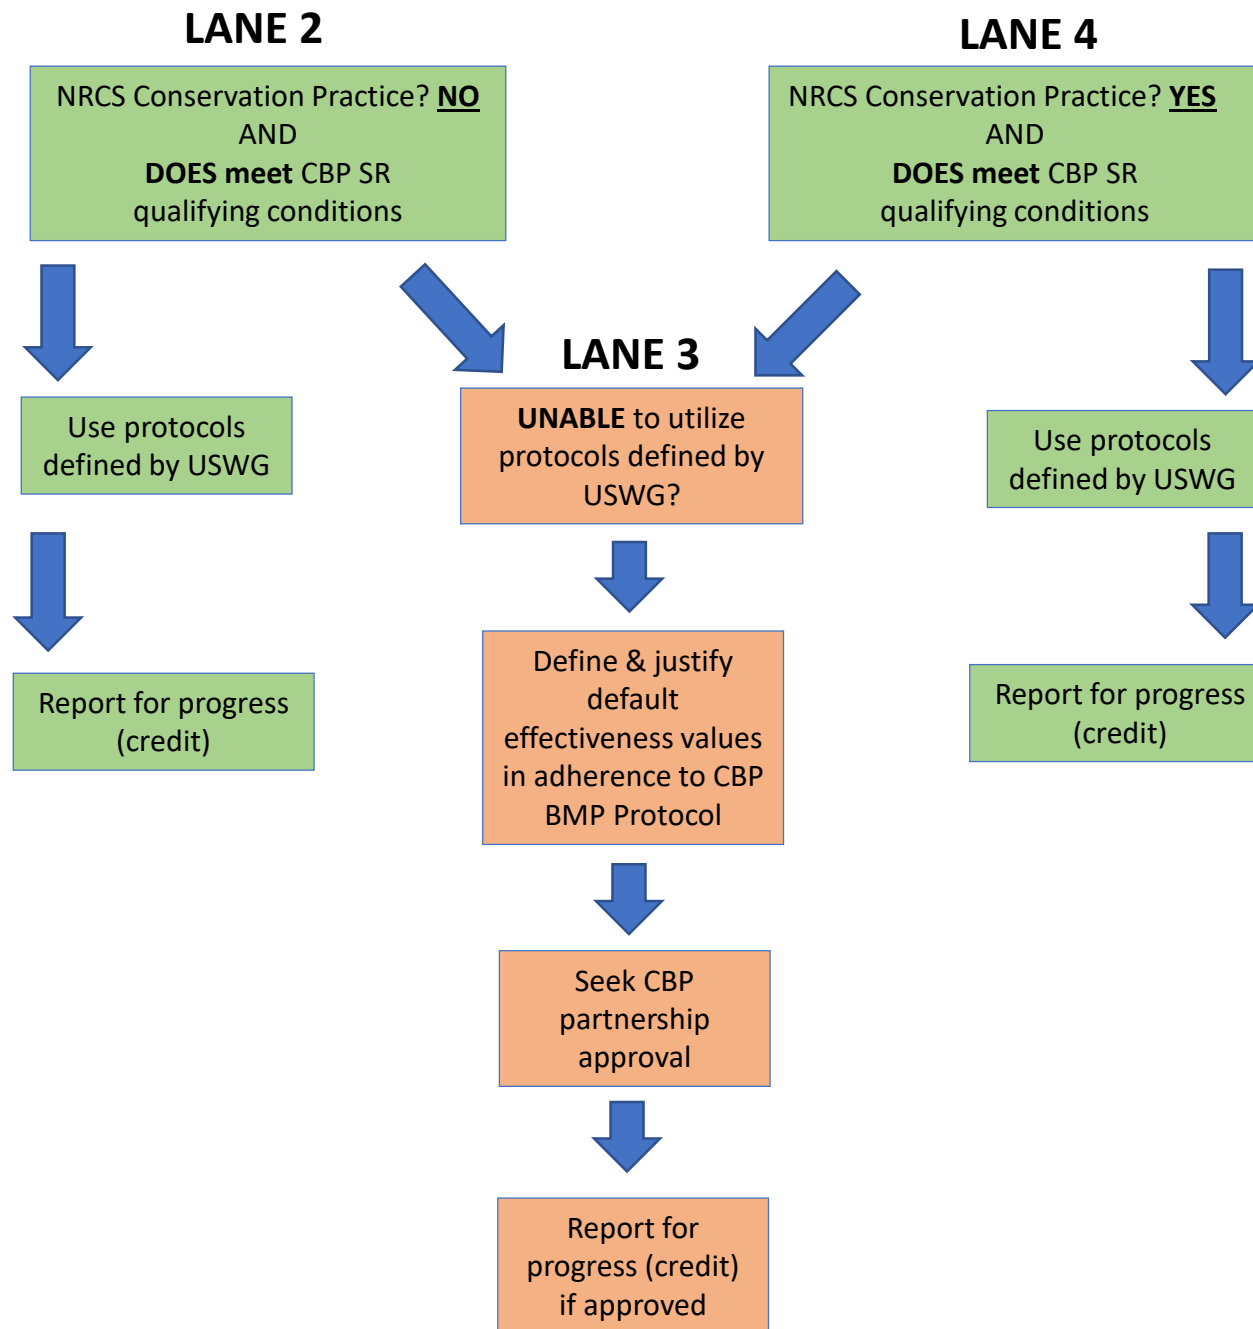 LANE 2
NRCS Conservation Practice? NO
AND
DOES meet CBP SR
qualifying conditions
Use protocols
defined by USWG
Report for progress
(credit)
LANE 3
UNABLE to utilize
protocols defined by
USWG?
Define & justify
default
effectiveness values
in adherence to CBP
BMP Protocol
Seek CBP
partnership
approval
Report for
progress (credit)
if approved
LANE 4
NRCS Conservation Practice? YES
AND
DOES meet CBP SR
qualifying conditions
Use protocols
defined by USWG
Report for progress
(credit)